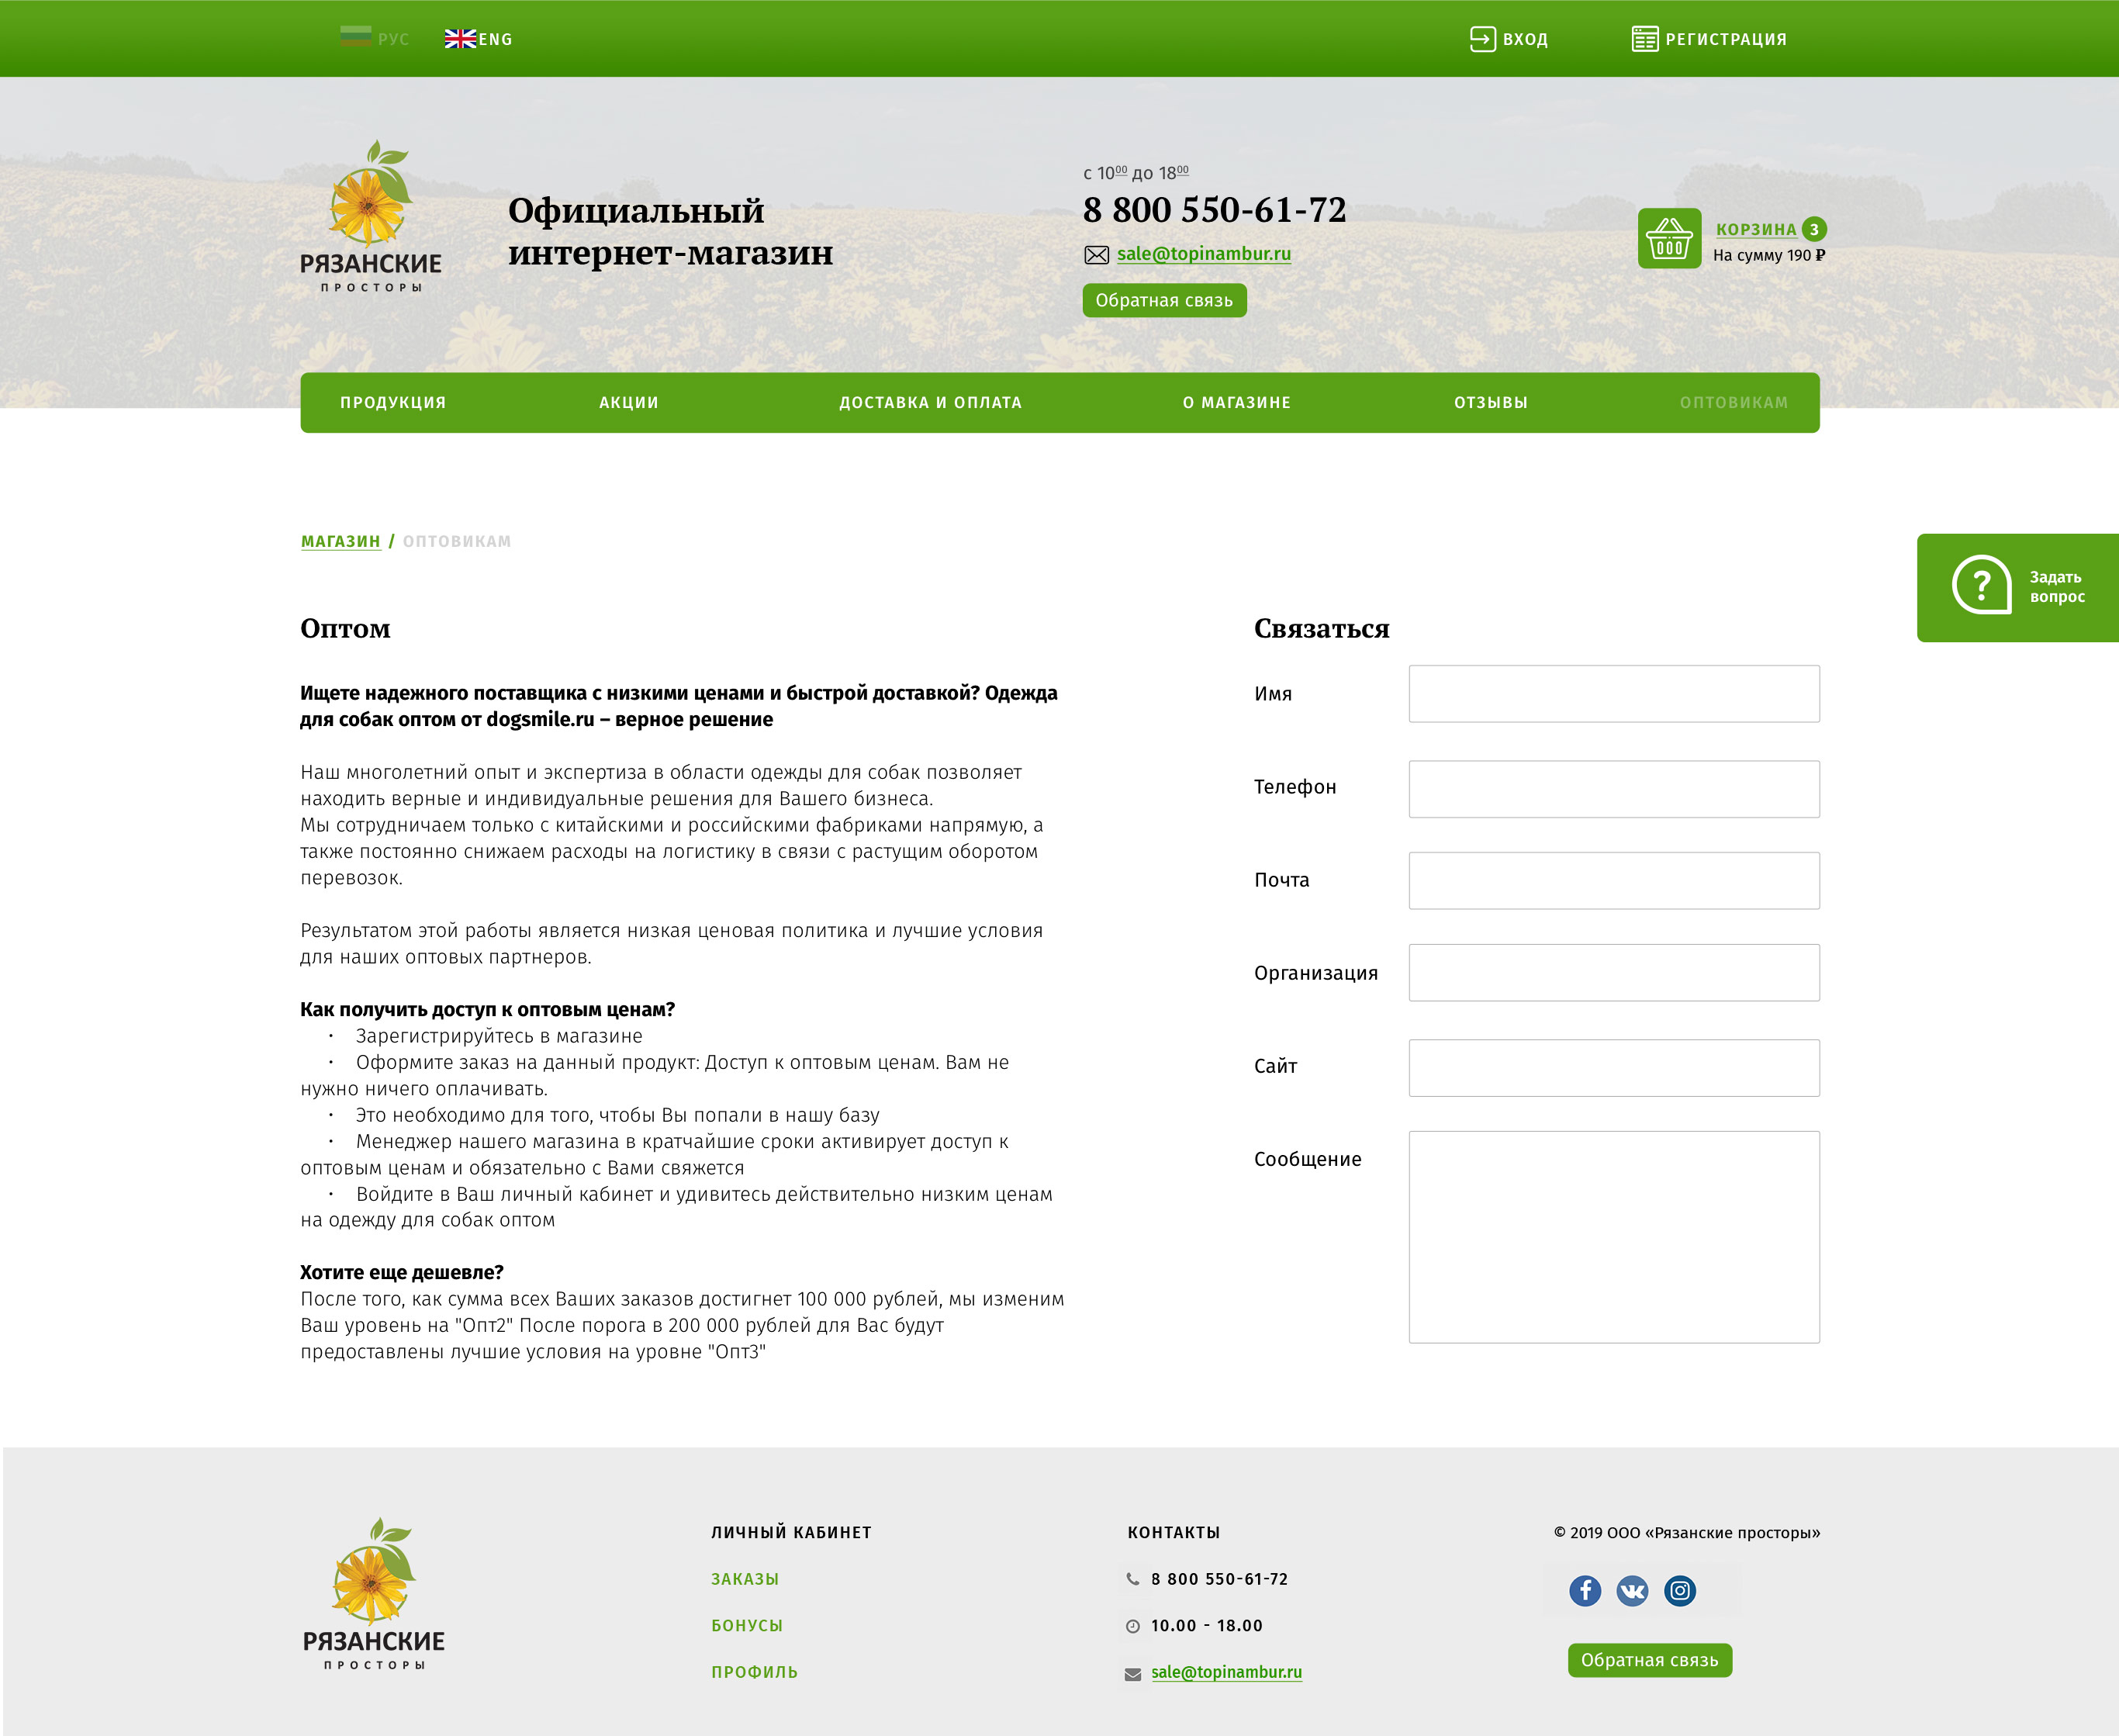 РУС
ENG
ВХОД
РЕГИСТРАЦИЯ
РЯЗАНСКИЕ
ПРОСТОРЫ
Официальный
интернет-магазин
с 1000 до 1800
8 800 550-61-72
sale@topinambur.ru
Обратная связь
КОРЗИНА 3
На сумму 190 ₽
ПРОДУКЦИЯ
АКЦИИ
ДОСТАВКА И ОПЛАТА
О МАГАЗИНЕ
ОТЗЫВЫ
ОПТОВИКАМ
МАГАЗИН / ОПТОВИКАМ
?
Задать
вопрос
Оптом
Ищете надежного поставщика с низкими ценами и быстрой доставкой? Одежда
для собак оптом от dogsmile.ru – верное решение
Наш многолетний опыт и экспертиза в области одежды для собак позволяет
находить верные и индивидуальные решения для Вашего бизнеса.
Мы сотрудничаем только с китайскими и российскими фабриками напрямую, а
также постоянно снижаем расходы на логистику в связи с растущим оборотом
перевозок.
Результатом этой работы является низкая ценовая политика и лучшие условия
для наших оптовых партнеров.
Как получить доступ к оптовым ценам?
· Зарегистрируйтесь в магазине
· Оформите заказ на данный продукт: Доступ к оптовым ценам. Вам не
нужно ничего оплачивать.
· Это необходимо для того, чтобы Вы попали в нашу базу
· Менеджер нашего магазина в кратчайшие сроки активирует доступ к
оптовым ценам и обязательно с Вами свяжется
· Войдите в Ваш личный кабинет и удивитесь действительно низким ценам
на одежду для собак оптом
Хотите еще дешевле?
После того, как сумма всех Ваших заказов достигнет 100 000 рублей, мы изменим
Ваш уровень на "Опт2" После порога в 200 000 рублей для Вас будут
предоставлены лучшие условия на уровне "Опт3"
Связаться
Имя
Телефон
Почта
Организация
Сайт
Сообщение
РЯЗАНСКИЕ
ПРОСТОРЫ
ЛИЧНЫЙ КАБИНЕТ
ЗАКАЗЫ
БОНУСЫ
ПРОФИЛЬ
КОНТАКТЫ
8 800 550-61-72
10.00 - 18.00
sale@topinambur.ru
© 2019 ООО «Рязанские просторы»
Обратная связь